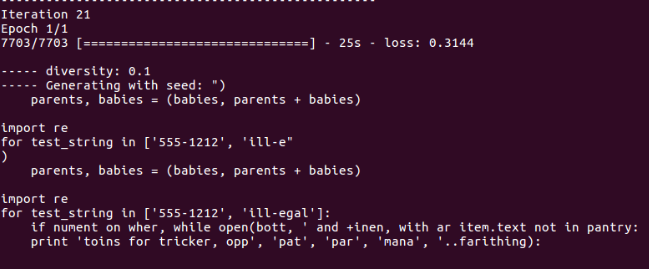 --------------------------------------------------
Iteration 21
Epoch 1/1
7703/7703 [==============================] - 25s - loss: 0.3144

----- diversity: 0.1
----- Generating with seed: ")
    parents, babies = (babies, parents + babies)

import re
for test_string in ['555-1212', 'ill-e"
)
    parents, babies = (babies, parents + babies)

import re
for test_string in ['555-1212', 'ill-egal']:
    if nument on wher, while open(bott, ' and +inen, with ar item.text not in pantry:
    print 'toins for tricker, opp', 'pat', 'par', 'mana', '..farithing):